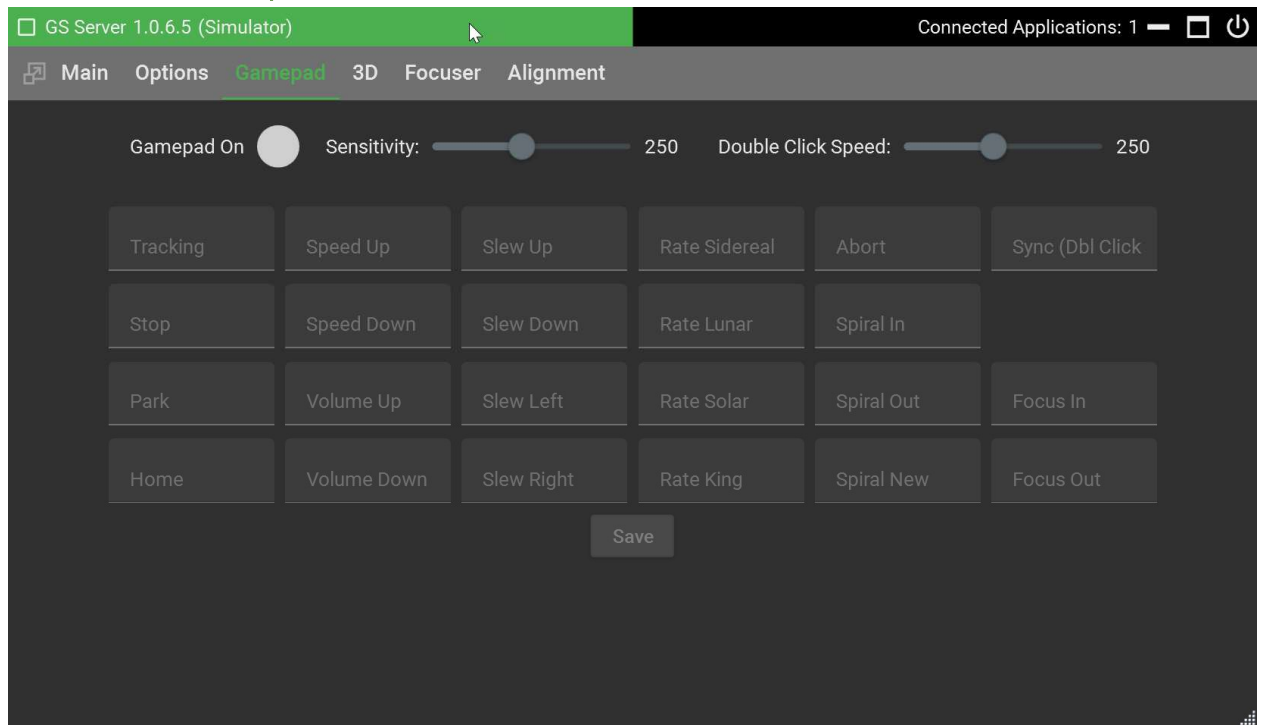 GS Server 1.0.6.5 (Simulator) Connected Applications: 1
Main Options Gamepad 3D Focuser Alignment
Gamepad On Sensitivity: 250 Double Click Speed: 250
Tracking Speed Up Slew Up Rate Sidereal Abort Sync (Dbl Click
Stop Speed Down Slew Down Rate Lunar Spiral In
Park Volume Up Slew Left Rate Solar Spiral Out Focus In
Home Volume Down Slew Right Rate King Spiral New Focus Out
Save